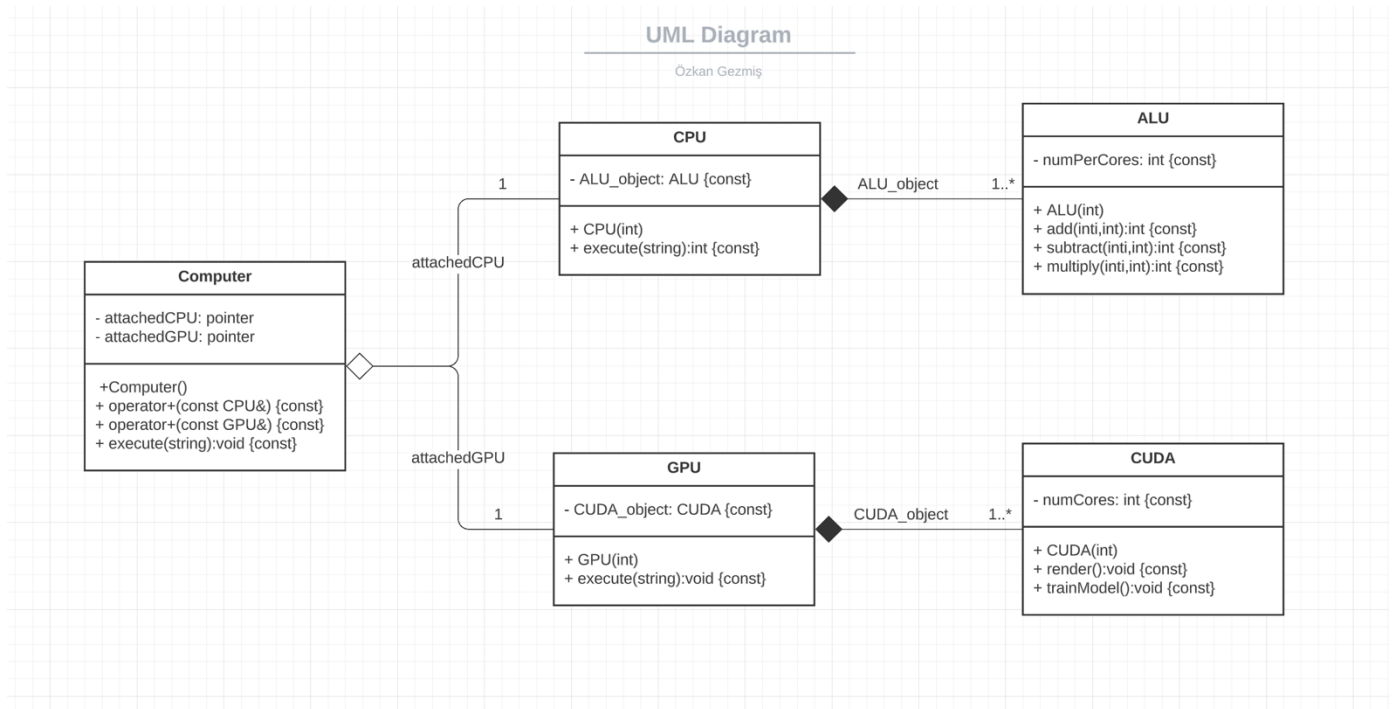 UML Diagram
Özkan Gezmiş
CPU
- ALU_object: ALU {const}
+ CPU(int)
+ execute(string):int {const}
ALU_object
1..*
ALU
- numPerCores: int {const}
+ ALU(int)
+ add(inti,int):int {const}
+ subtract(inti,int):int {const}
+ multiply(inti,int):int {const}
1
attachedCPU
Computer
- attachedCPU: pointer
- attachedGPU: pointer
+Computer()
+ operator+(const CPU&) {const}
+ operator+(const GPU&) {const}
+ execute(string):void {const}
attachedGPU
1
GPU
- CUDA_object: CUDA {const}
+ GPU(int)
+ execute(string):void {const}
CUDA_object
1..*
CUDA
- numCores: int {const}
+ CUDA(int)
+ render():void {const}
+ trainModel():void {const}